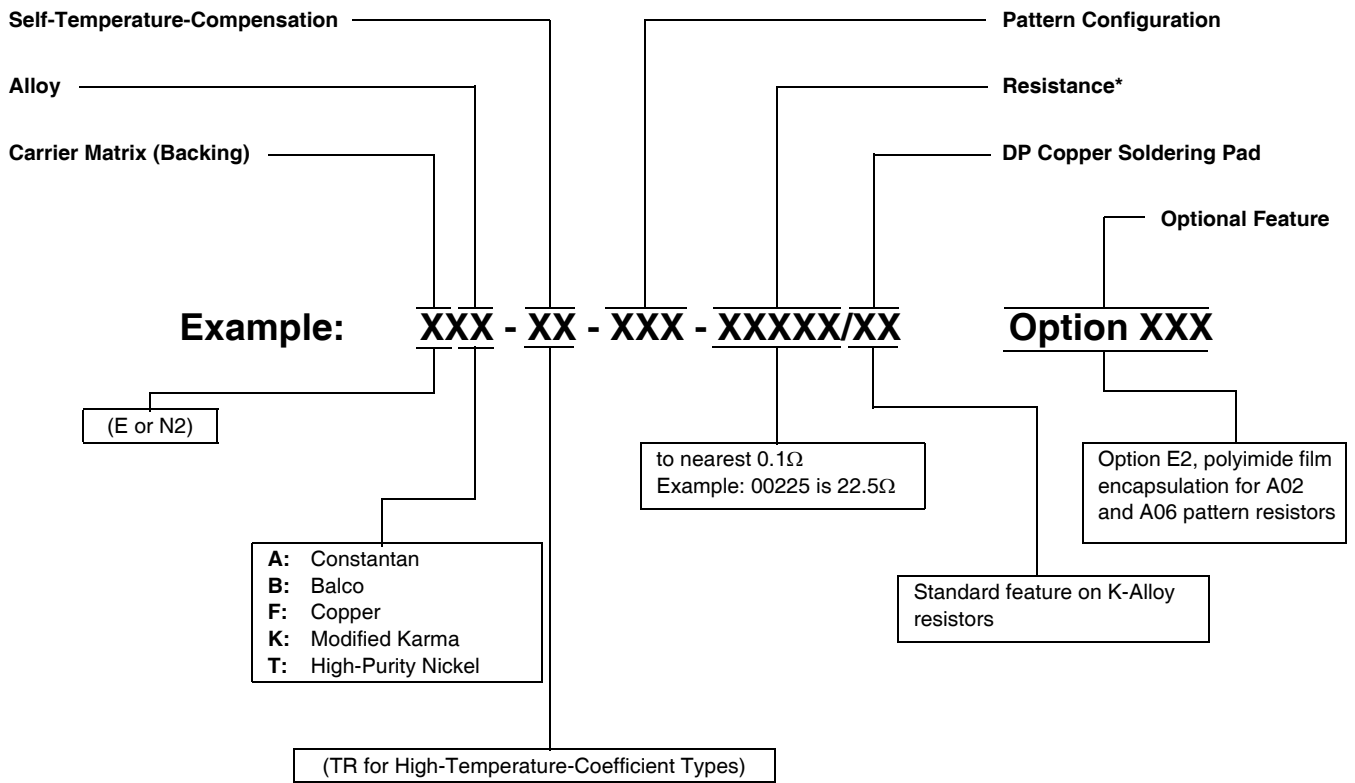 Self-Temperature-Compensation
Pattern Configuration
Alloy
Resistance*
Carrier Matrix (Backing)
DP Copper Soldering Pad
Optional Feature
Example: XXX - XX - XXX - XXXXX/XX Option XXX
(E or N2)
to nearest 0.1Ω
Example: 00225 is 22.5Ω
Option E2, polyimide film
encapsulation for A02
and A06 pattern resistors
A: Constantan
B: Balco
F: Copper
K: Modified Karma
T: High-Purity Nickel
Standard feature on K-Alloy
resistors
(TR for High-Temperature-Coefficient Types)